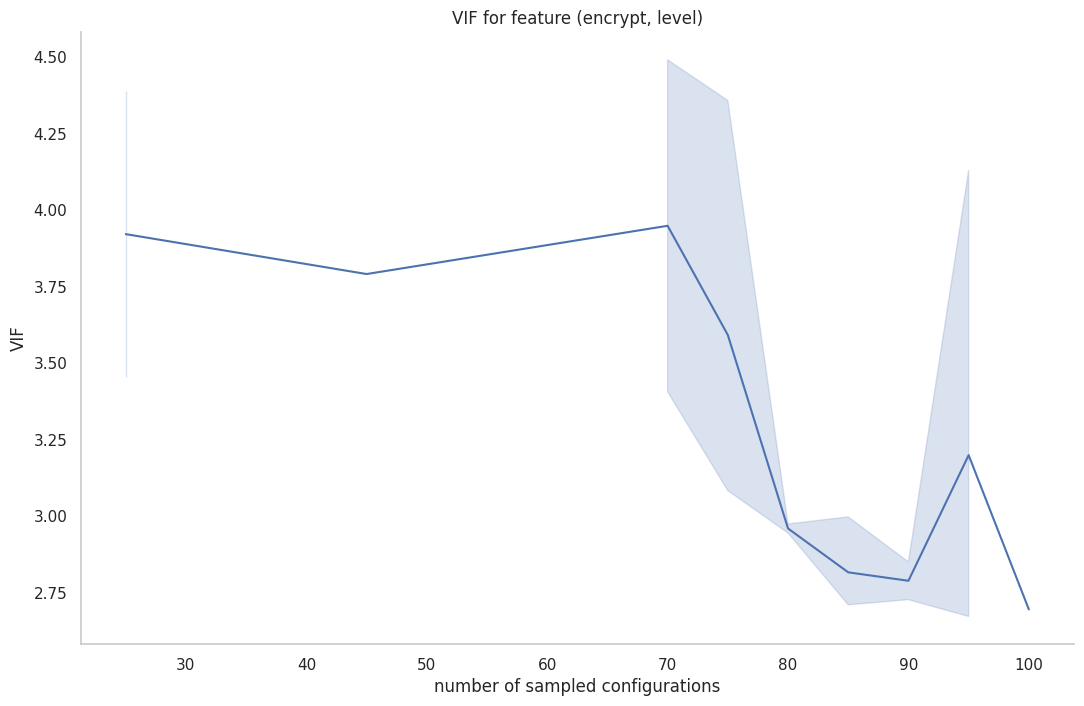 VIF for feature (encrypt, level)
4.50
4.25
4.00
3.75
3.50
3.25
3.00
2.75
VIF
30 40 50 60 70 80 90 100
number of sampled configurations